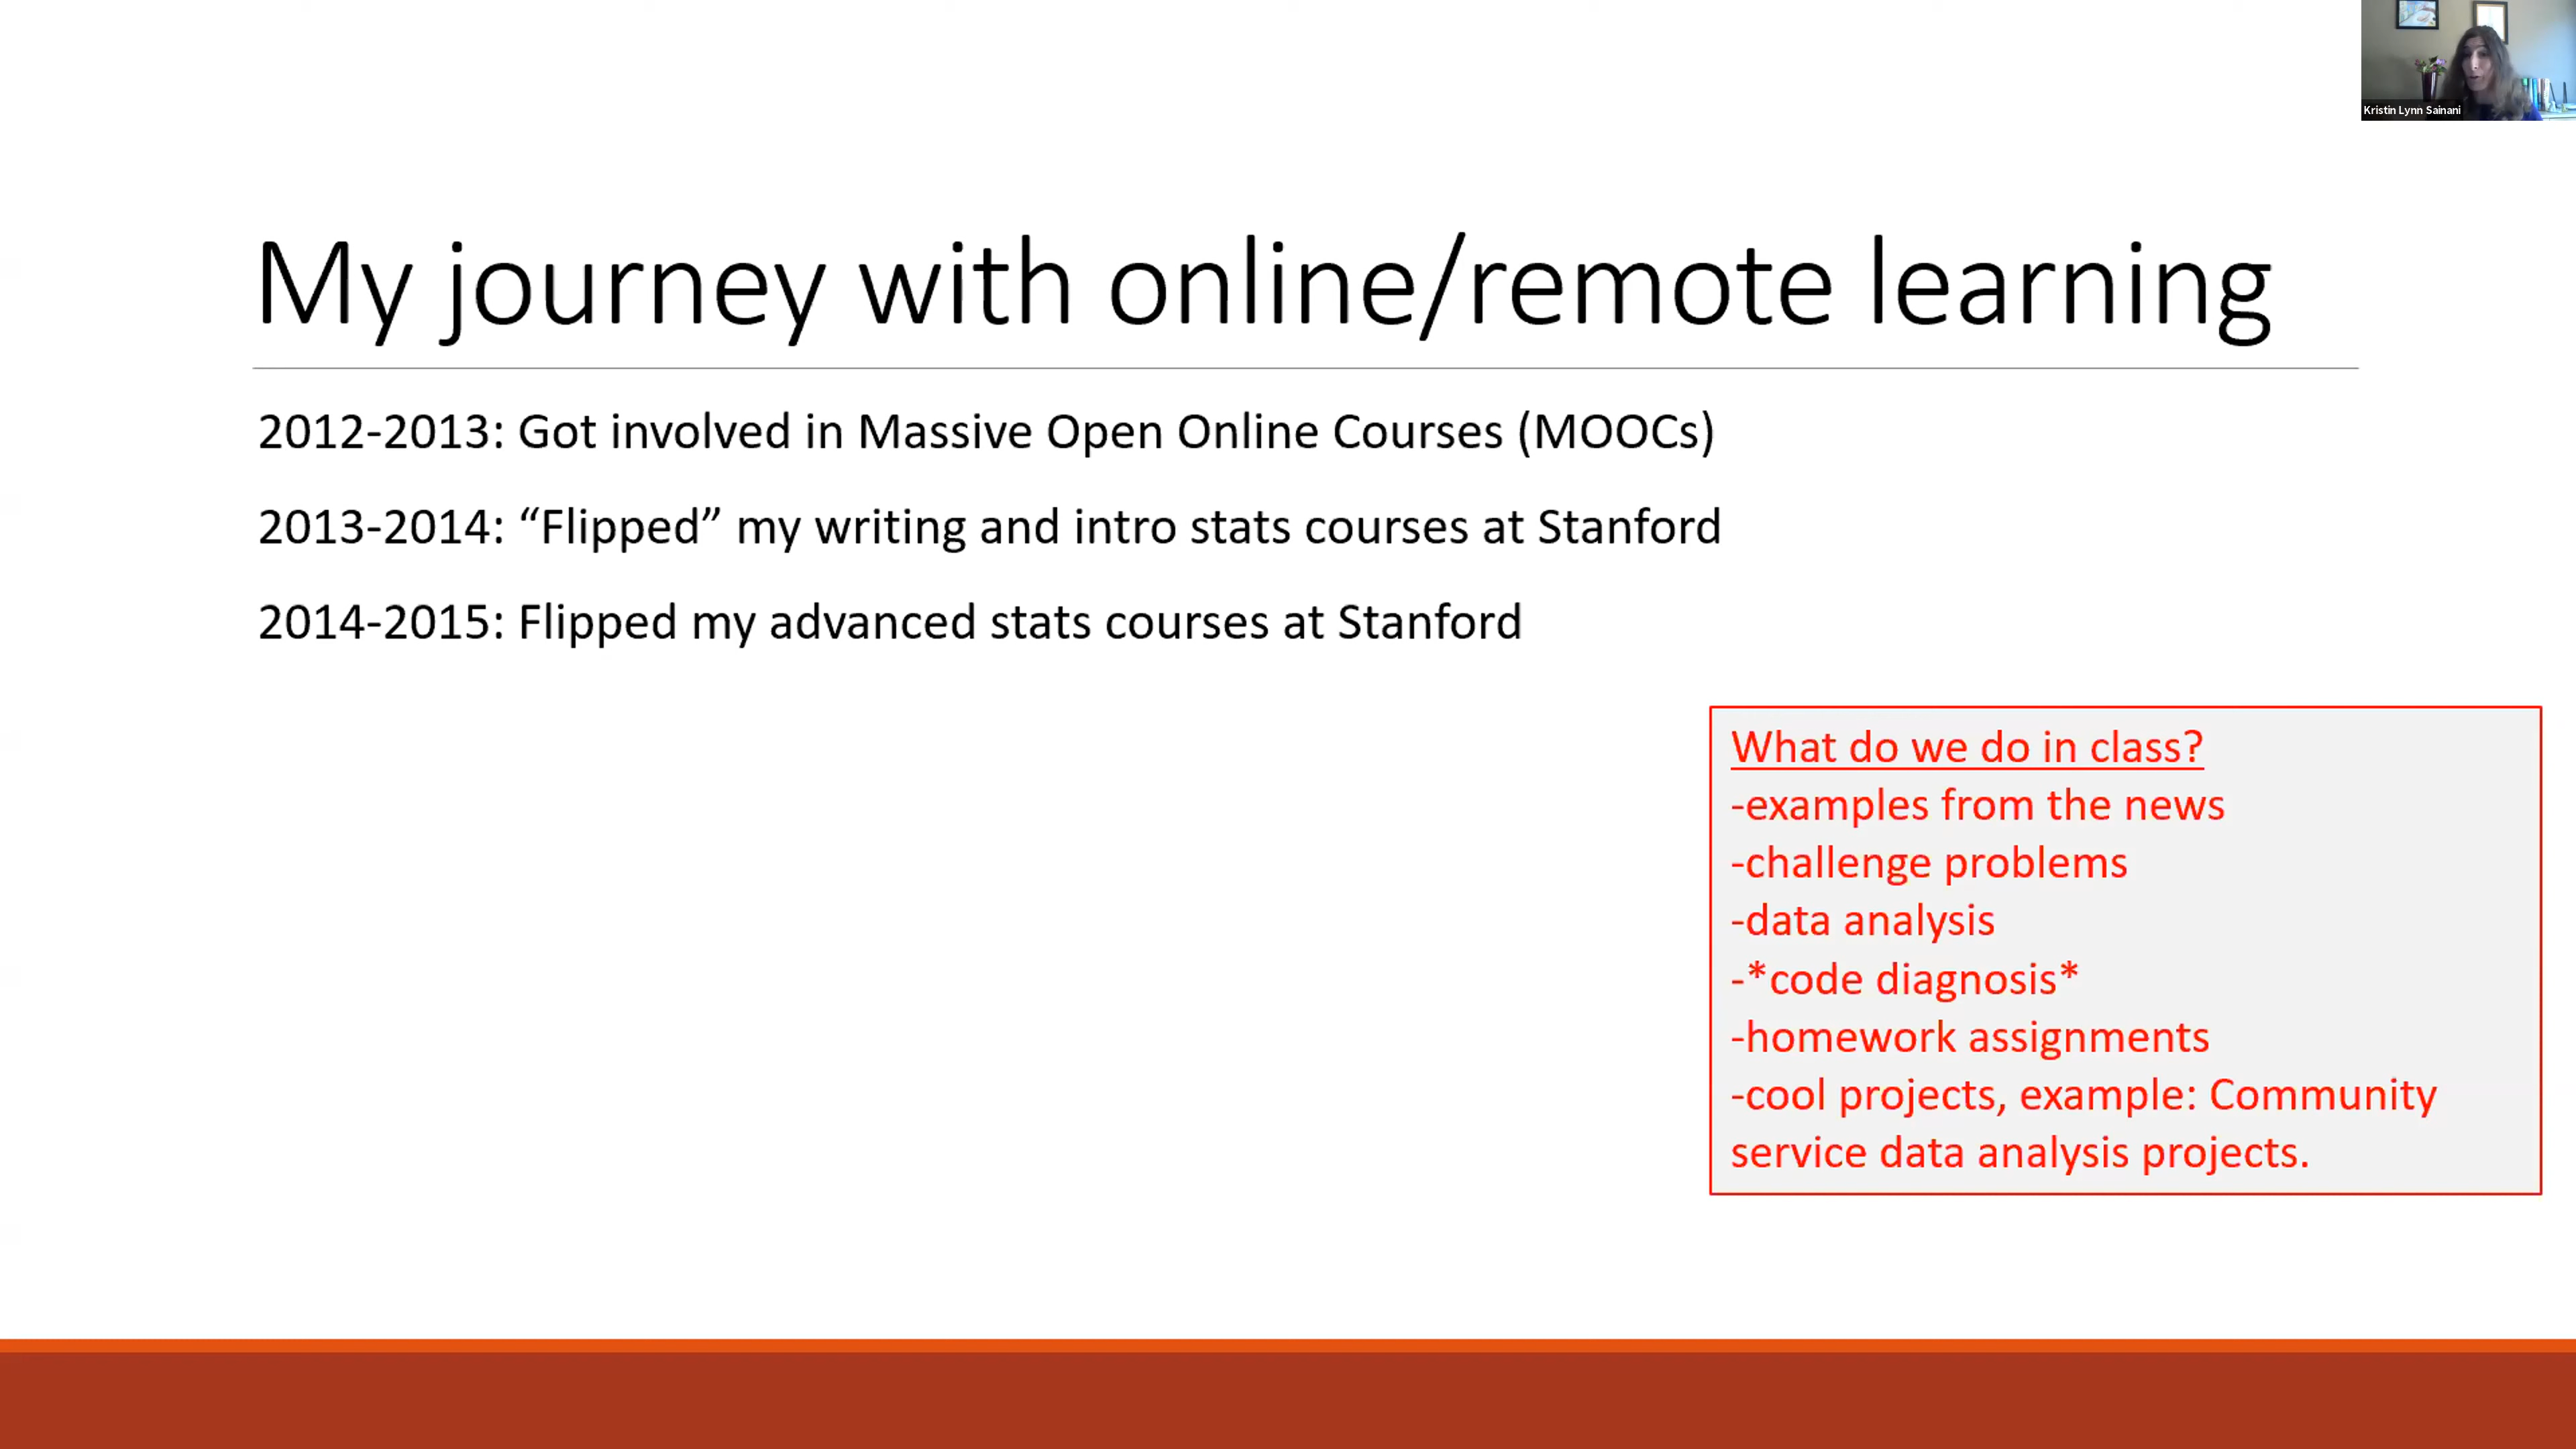 Kristin Lynn Sainani
My journey with online/remote learning
2012-2013: Got involved in Massive Open Online Courses (MOOCs)
2013-2014: “Flipped” my writing and intro stats courses at Stanford
2014-2015: Flipped my advanced stats courses at Stanford
What do we do in class?
-examples from the news
-challenge problems
-data analysis
-*code diagnosis*
-homework assignments
-cool projects, example: Community
service data analysis projects.